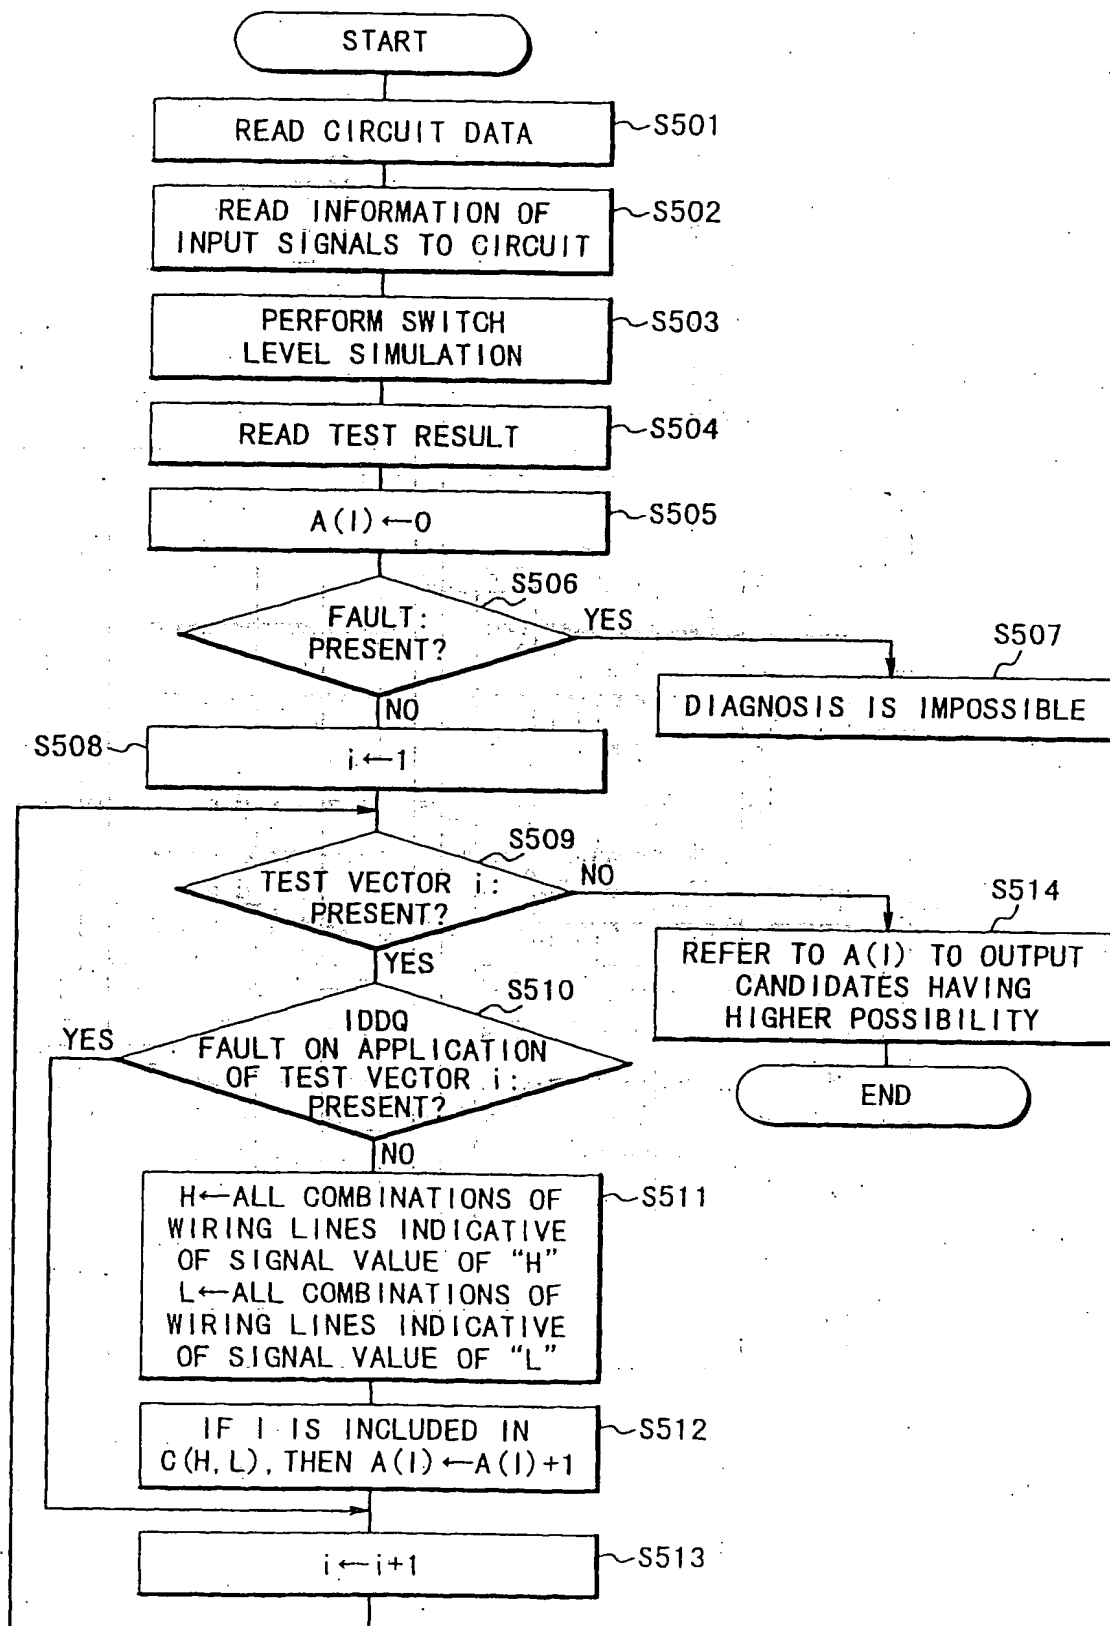 START
READ CIRCUIT DATA
S501
READ INFORMATION OF
INPUT SIGNALS TO CIRCUIT
S502
PERFORM SWITCH
LEVEL SIMULATION
S503
READ TEST RESULT
S504
A(I)←0
S505
S506
FAULT:
PRESENT?
YES
NO
S507
DIAGNOSIS IS IMPOSSIBLE
S508
i←1
S509
TEST VECTOR i:
PRESENT?
NO
YES
S514
REFER TO A(I) TO OUTPUT
CANDIDATES HAVING
HIGHER POSSIBILITY
END
S510
YES
IDDQ
FAULT ON APPLICATION
OF TEST VECTOR i:
PRESENT?
NO
H←ALL COMBINATIONS OF
WIRING LINES INDICATIVE
OF SIGNAL VALUE OF "H"
L←ALL COMBINATIONS OF
WIRING LINES INDICATIVE
OF SIGNAL VALUE OF "L"
S511
IF I IS INCLUDED IN
C(H,L), THEN A(I)←A(I)+1
S512
i←i+1
S513